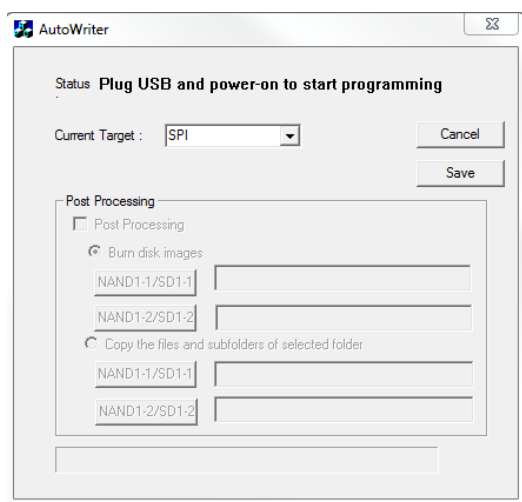 AutoWriter
Status : Plug USB and power-on to start programming
Current Target : SPI Cancel
Save
Post Processing
Post Processing
Burn disk images
NAND1-1/SD1-1
NAND1-2/SD1-2
Copy the files and subfolders of selected folder
NAND1-1/SD1-1
NAND1-2/SD1-2